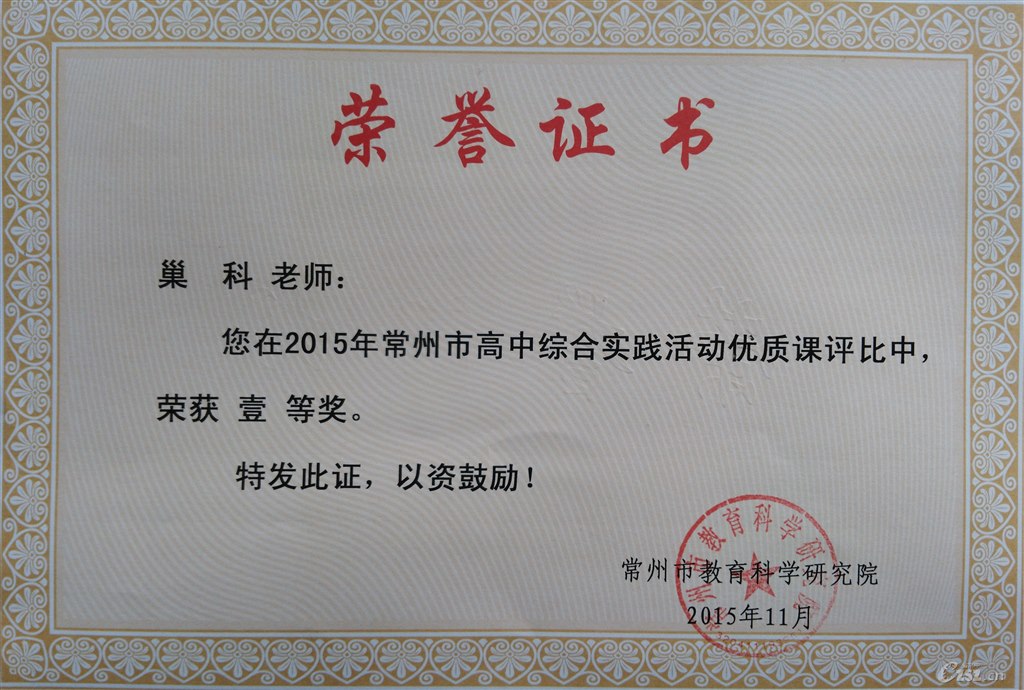 荣誉证书
巢 科 老师：
您在2015年常州市高中综合实践活动优质课评比中，
荣获 壹 等奖。
特发此证，以资鼓励！
常州市教育科学研究院
2015年11月